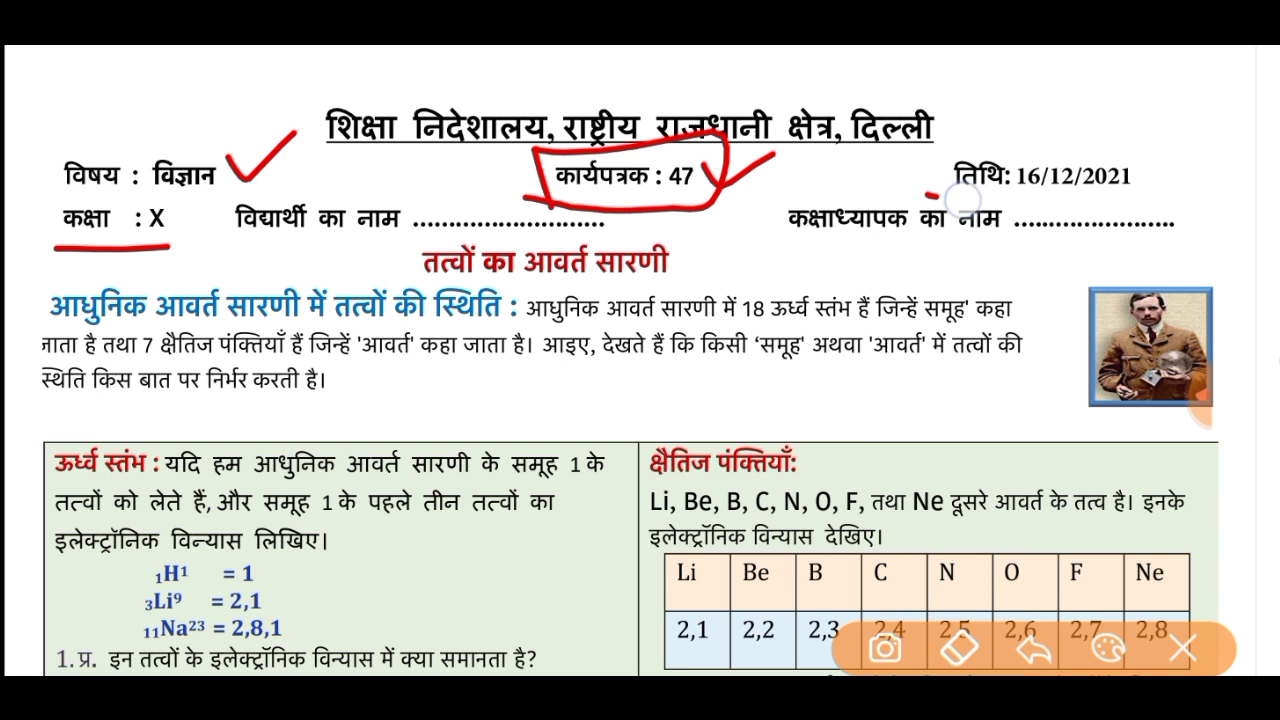 शिक्षा निदेशालय, राष्ट्रीय राजधानी क्षेत्र, दिल्ली
विषय : विज्ञान कार्यपत्रक : 47 तिथि: 16/12/2021
कक्षा : X विद्यार्थी का नाम ........................... कक्षाध्यापक का नाम .......................
तत्वों का आवर्त सारणी
आधुनिक आवर्त सारणी में तत्वों की स्थिति : आधुनिक आवर्त सारणी में 18 ऊर्ध्व स्तंभ हैं जिन्हें समूह' कहा
जाता है तथा 7 क्षैतिज पंक्तियाँ हैं जिन्हें 'आवर्त' कहा जाता है। आइए, देखते हैं कि किसी ‘समूह' अथवा 'आवर्त' में तत्वों की
स्थिति किस बात पर निर्भर करती है।
ऊर्ध्व स्तंभ : यदि हम आधुनिक आवर्त सारणी के समूह 1 के
तत्वों को लेते हैं, और समूह 1 के पहले तीन तत्वों का
इलेक्ट्रॉनिक विन्यास लिखिए।
₁H¹ = 1
₃Li⁹ = 2,1
₁₁Na²³ = 2,8,1
1. प्र. इन तत्वों के इलेक्ट्रॉनिक विन्यास में क्या समानता है?
क्षैतिज पंक्तियाँ:
Li, Be, B, C, N, O, F, तथा Ne दूसरे आवर्त के तत्व है। इनके
इलेक्ट्रॉनिक विन्यास देखिए।
Li Be B C N O F Ne
2,1 2,2 2,3 2,4 2,5 2,6 2,7 2,8